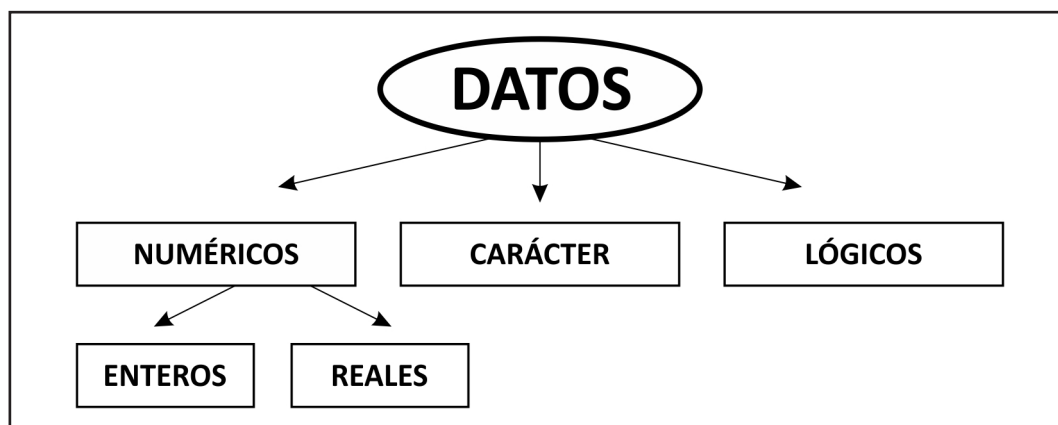 DATOS
NUMÉRICOS
CARÁCTER
LÓGICOS
ENTEROS
REALES